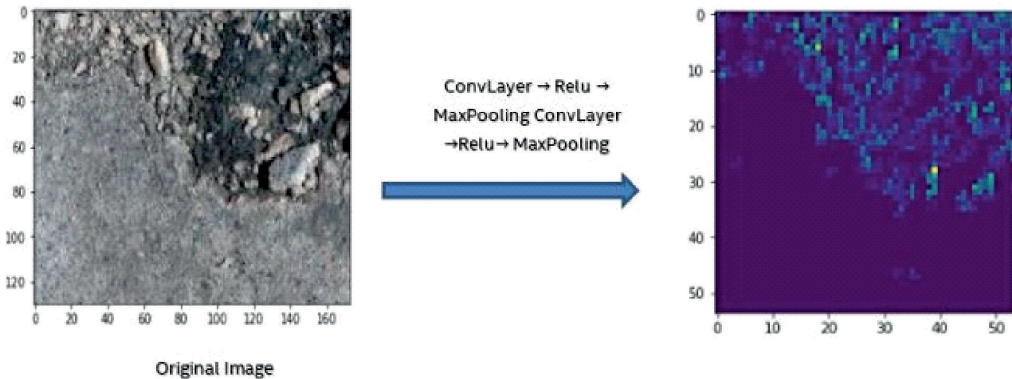 0
20
40
60
80
100
120
0 20 40 60 80 100 120 140 160
Original Image
ConvLayer → Relu →
MaxPooling ConvLayer
→Relu→ MaxPooling
0
10
20
30
40
50
0 10 20 30 40 50